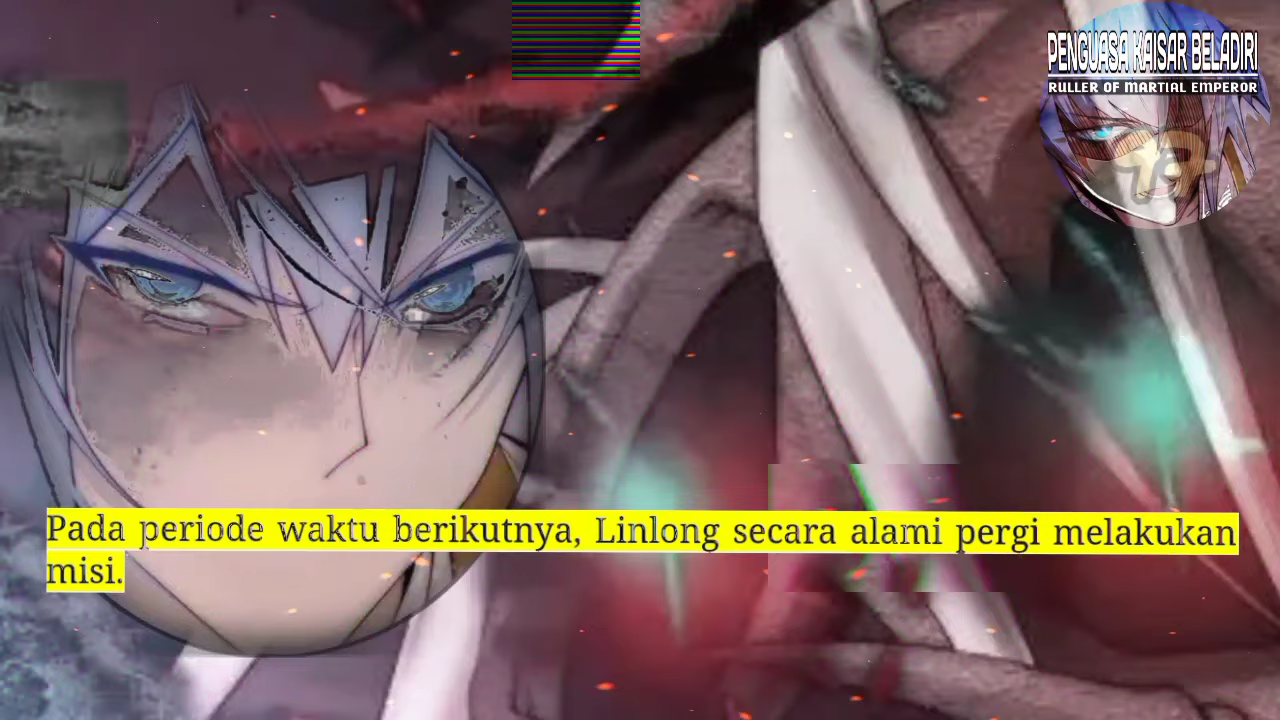 PENGUASA KAISAR BELADIRI
RULLER OF MARTIAL EMPEROR
Pada periode waktu berikutnya, Linlong secara alami pergi melakukan
misi.